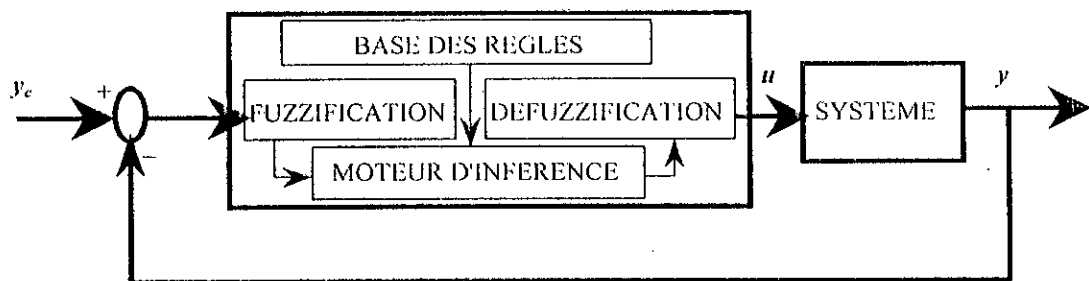 BASE DES REGLES
y_c
+
−
FUZZIFICATION
DEFUZZIFICATION
u
SYSTEME
y
MOTEUR D'INFERENCE